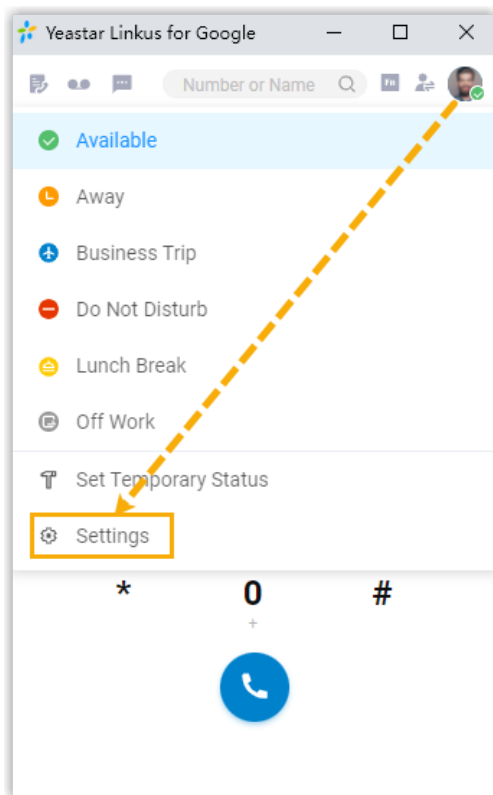 Yeastar Linkus for Google
Number or Name
Available
Away
Business Trip
Do Not Disturb
Lunch Break
Off Work
Set Temporary Status
Settings
* 0 #
+